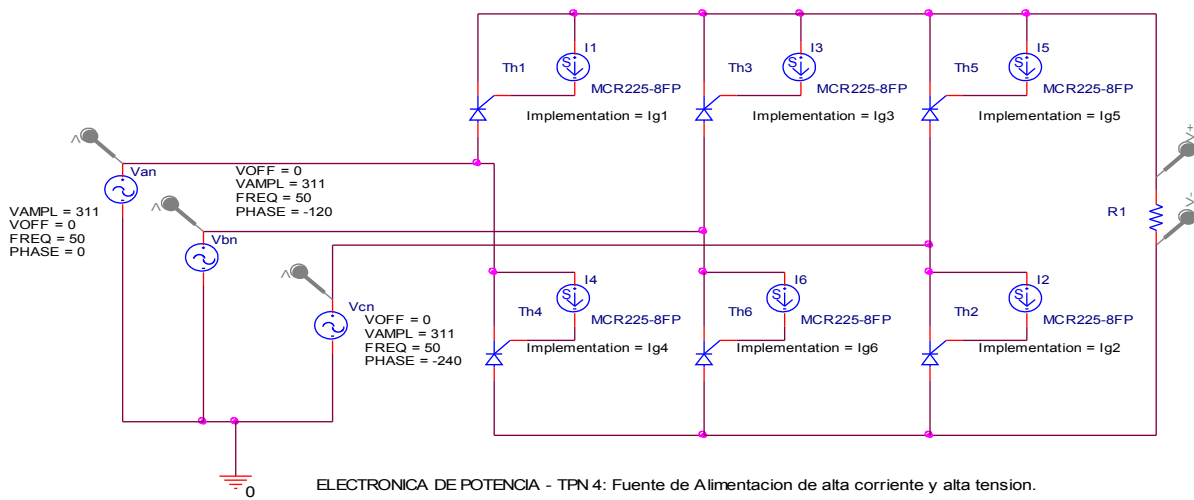 I1
I3
I5
Th1
Th3
Th5
MCR225-8FP
MCR225-8FP
MCR225-8FP
Implementation = Ig1
Implementation = Ig3
Implementation = Ig5
V
Van
VOFF = 0
VAMPL = 311
FREQ = 50
PHASE = -120
V+
V
VAMPL = 311
VOFF = 0
FREQ = 50
PHASE = 0
Vbn
V-
R1
V
Vcn
VOFF = 0
VAMPL = 311
FREQ = 50
PHASE = -240
I4
I6
I2
Th4
Th6
Th2
MCR225-8FP
MCR225-8FP
MCR225-8FP
Implementation = Ig4
Implementation = Ig6
Implementation = Ig2
0
ELECTRONICA DE POTENCIA - TPN 4: Fuente de Alimentacion de alta corriente y alta tension.